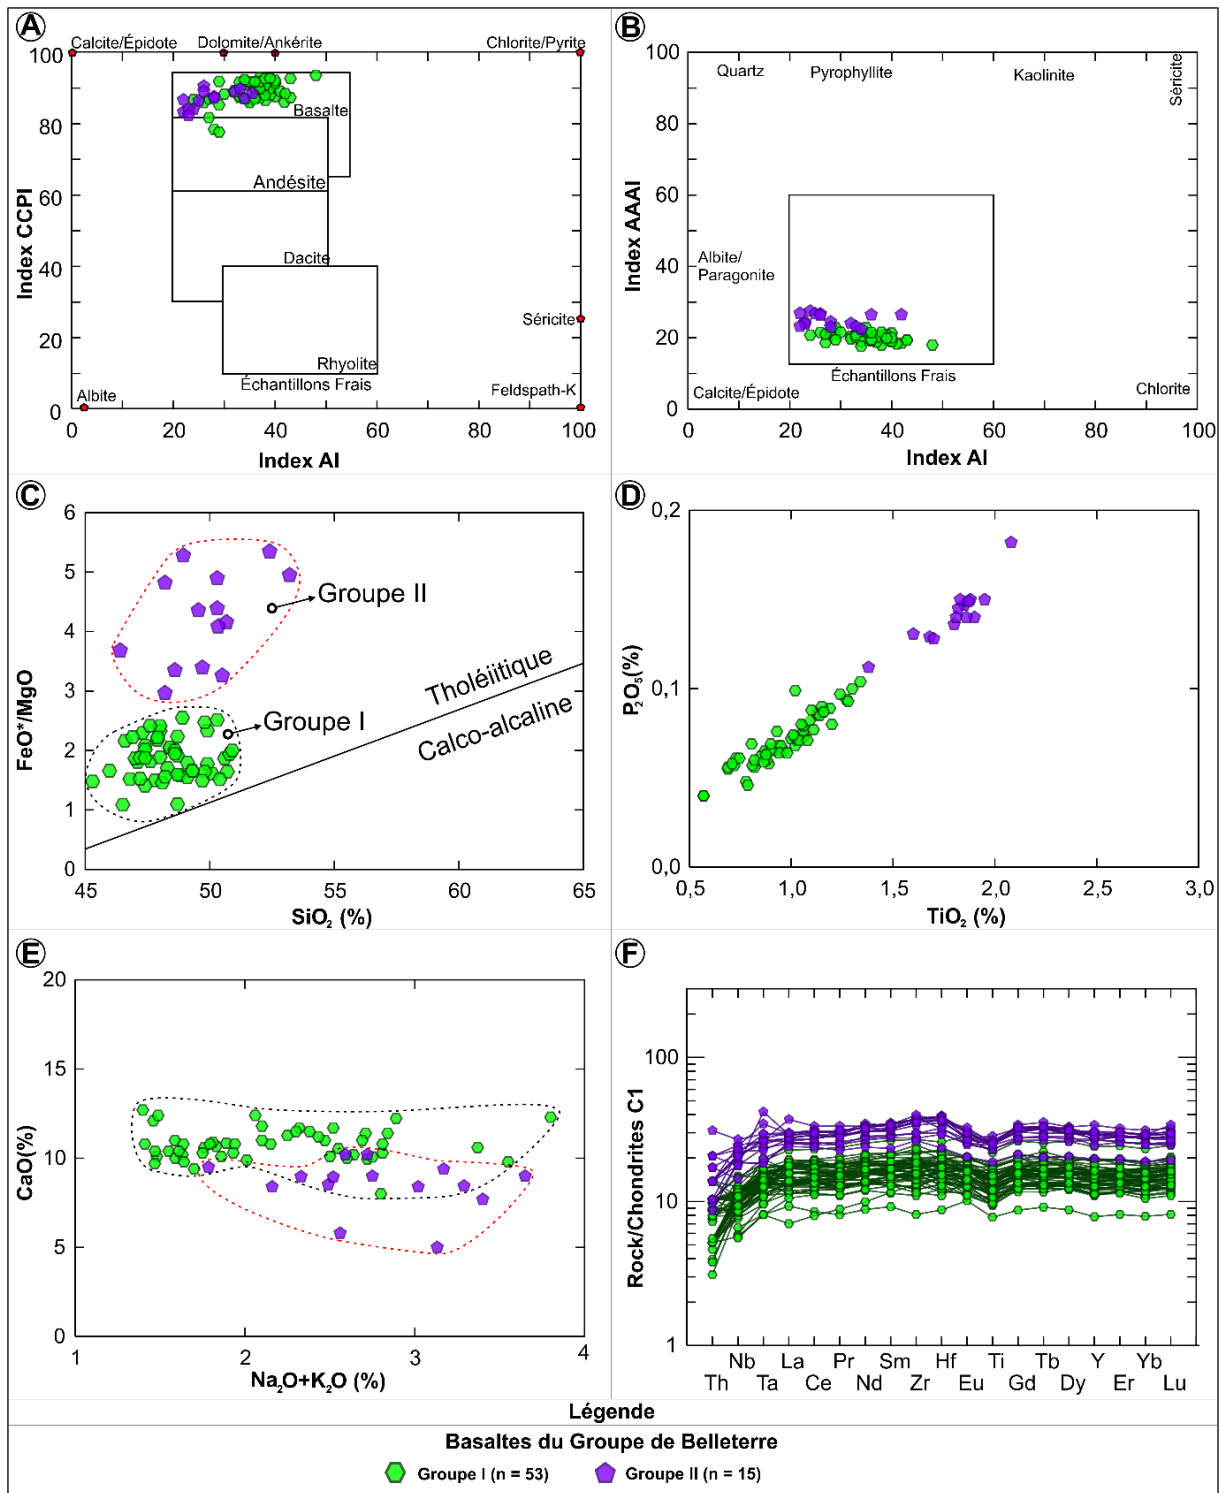 A
Calcite/Épidote
Dolomite/Ankérite
Chlorite/Pyrite
100
80
60
40
20
0
Index CCPI
Basalte
Andésite
Dacite
Rhyolite
Échantillons Frais
Séricite
Albite
Feldspath-K
0 20 40 60 80 100
Index AI
B
100
80
60
40
20
0
Index AAAI
Quartz
Pyrophyllite
Kaolinite
Séricite
Albite/
Paragonite
Échantillons Frais
Calcite/Épidote
Chlorite
0 20 40 60 80 100
Index AI
C
6
5
4
3
2
1
0
FeO*/MgO
Groupe II
Groupe I
Tholéiitique
Calco-alcaline
45 50 55 60 65
SiO₂ (%)
D
0,2
0,1
0,0
P₂O₅(%)
0,5 1,0 1,5 2,0 2,5 3,0
TiO₂ (%)
E
20
15
10
5
0
CaO(%)
1 2 3 4
Na₂O+K₂O (%)
F
100
10
1
Rock/Chondrites C1
Nb La Pr Sm Hf Ti Tb Y Yb
Th Ta Ce Nd Zr Eu Gd Dy Er Lu
Légende
Basaltes du Groupe de Belleterre
Groupe I (n = 53) Groupe II (n = 15)